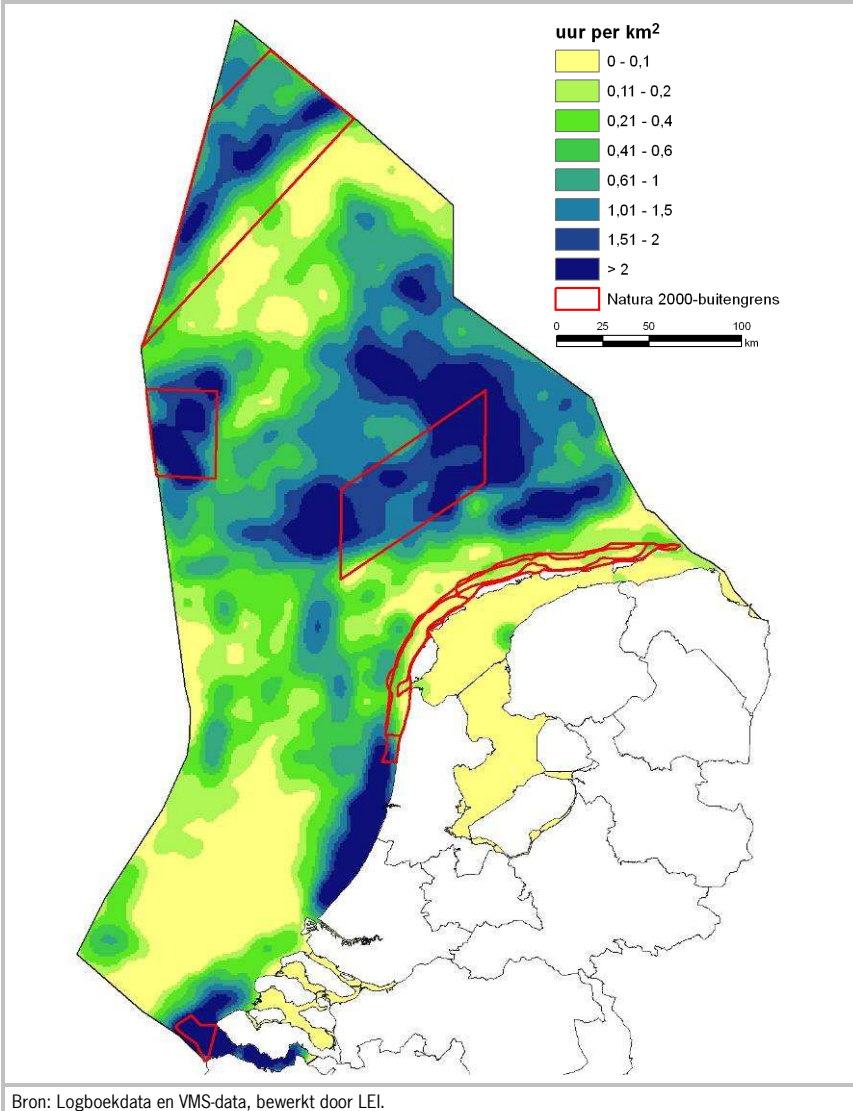 uur per km²
0 - 0,1
0,11 - 0,2
0,21 - 0,4
0,41 - 0,6
0,61 - 1
1,01 - 1,5
1,51 - 2
> 2
Natura 2000-buitengrens
0 25 50 100
km
Bron: Logboekdata en VMS-data, bewerkt door LEI.